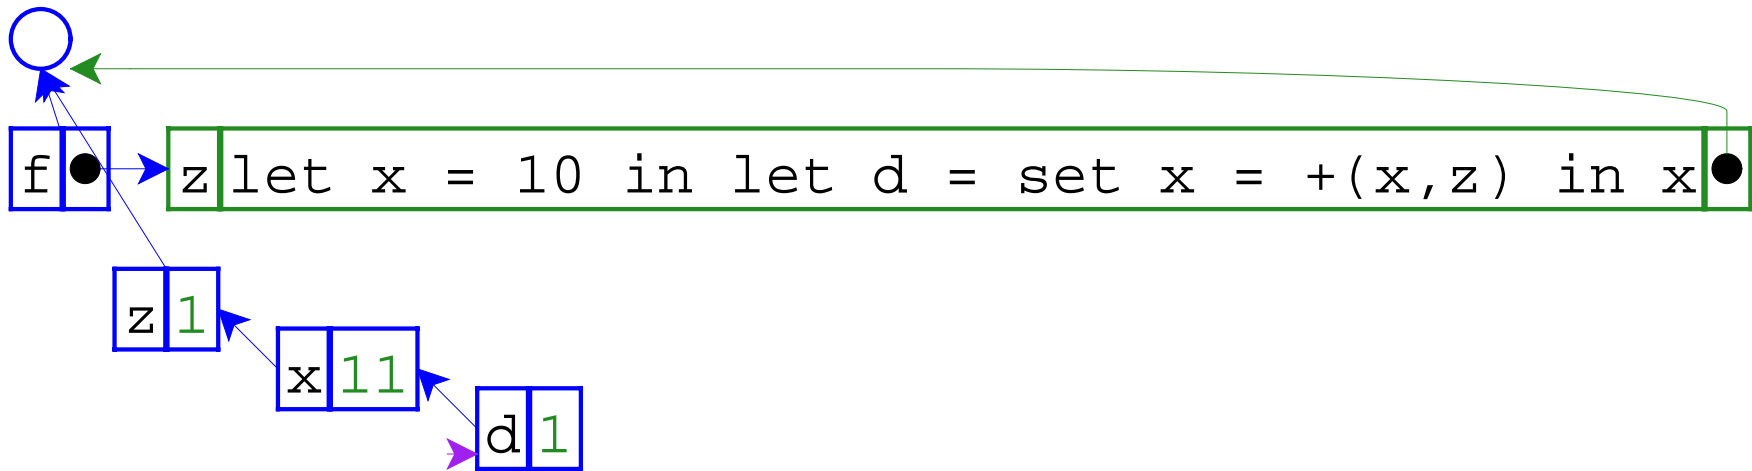 f z let x = 10 in let d = set x = +(x,z) in x
z 1
x 11
d 1